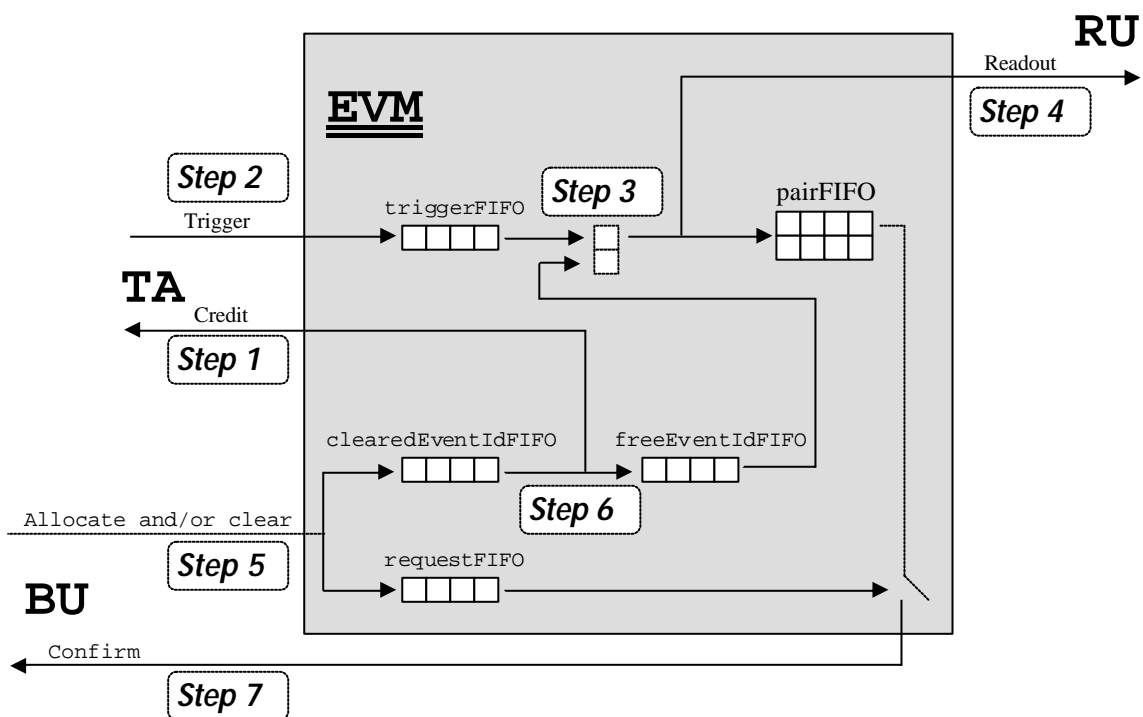 RU
Readout
Step 4
EVM
Step 2
Step 3
pairFIFO
triggerFIFO
Trigger
TA
Credit
Step 1
clearedEventIdFIFO
freeEventIdFIFO
Step 6
Allocate and/or clear
Step 5
requestFIFO
BU
Confirm
Step 7